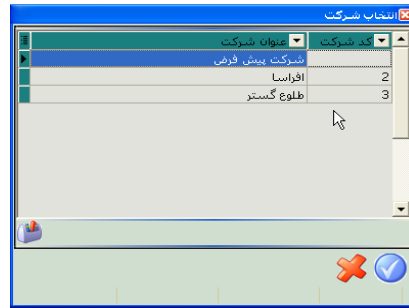 انتخاب شرکت
کد شرکت عنوان شرکت
شرکت پیش فرض
2 افراسا
3 طلوع گستر